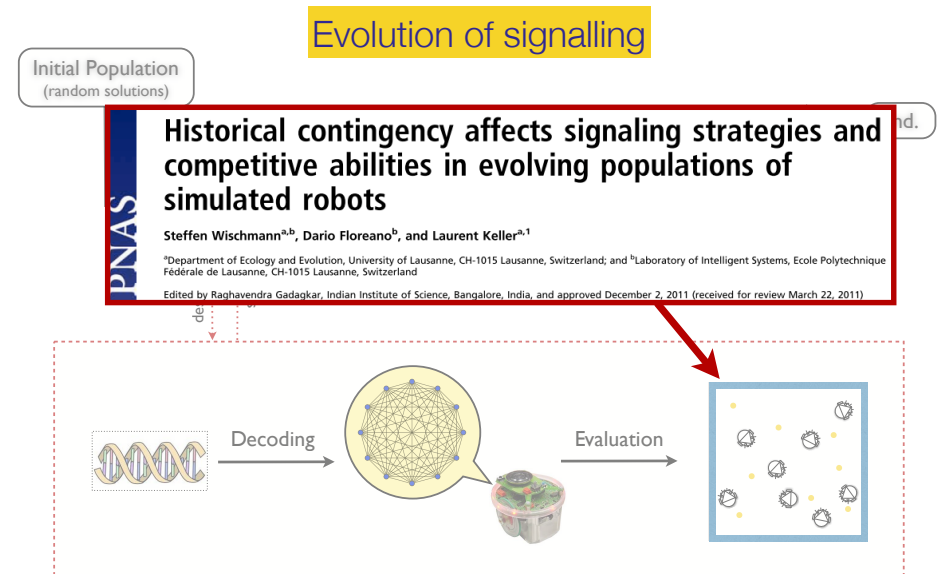 Evolution of signalling
Initial Population
(random solutions)
nd.
PNAS
Historical contingency affects signaling strategies and
competitive abilities in evolving populations of
simulated robots
Steffen Wischmannᵃ,ᵇ, Dario Floreanoᵇ, and Laurent Kellerᵃ,¹
ᵃDepartment of Ecology and Evolution, University of Lausanne, CH-1015 Lausanne, Switzerland; and ᵇLaboratory of Intelligent Systems, Ecole Polytechnique
Fédérale de Lausanne, CH-1015 Lausanne, Switzerland
Edited by Raghavendra Gadagkar, Indian Institute of Science, Bangalore, India, and approved December 2, 2011 (received for review March 22, 2011)
de
Decoding
Evaluation